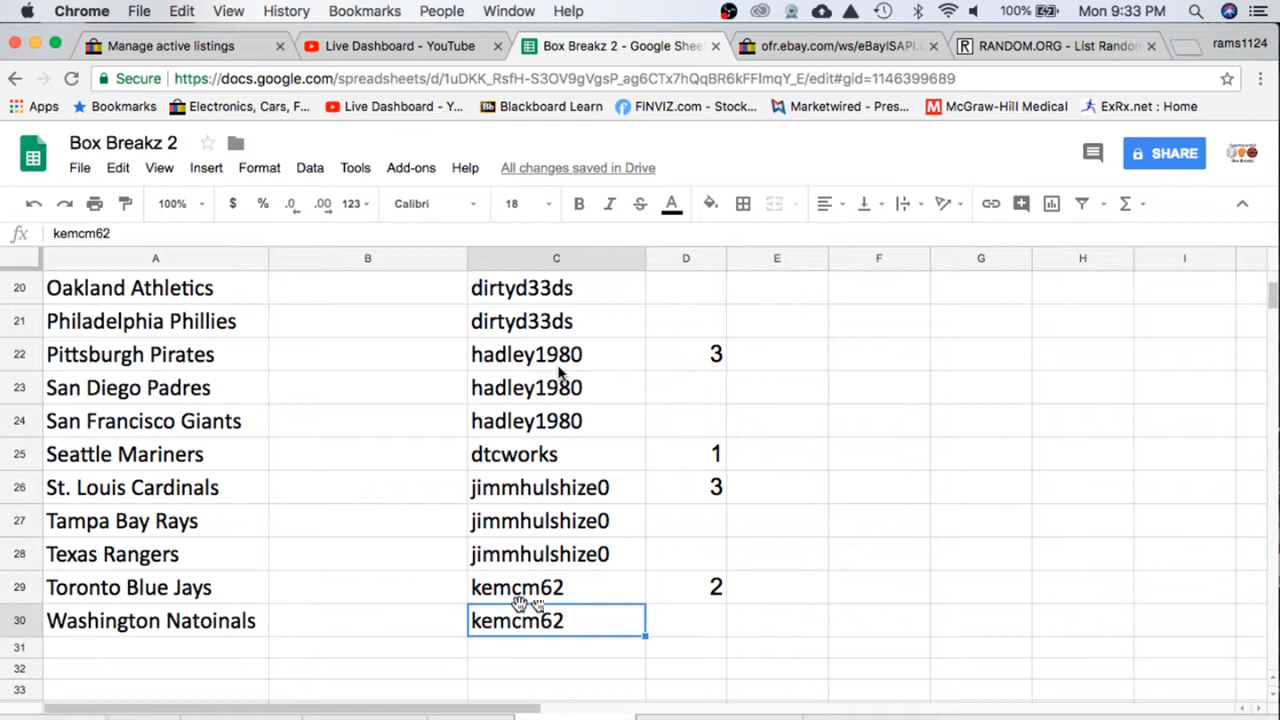 Chrome File Edit View History Bookmarks People Window Help 100% Mon 9:33 PM
Manage active listings Live Dashboard - YouTube Box Breakz 2 - Google Shee ofr.ebay.com/ws/eBayISAPI. RANDOM.ORG - List Random rams1124
Secure https://docs.google.com/spreadsheets/d/1uDKK_RsfH-S3OV9gVgsP_ag6CTx7hQqBR6kFFImqY_E/edit#gid=1146399689
Apps Bookmarks Electronics, Cars, F... Live Dashboard - Y... Blackboard Learn FINVIZ.com - Stock... Marketwired - Pres... McGraw-Hill Medical ExRx.net : Home
Box Breakz 2
SHARE
File Edit View Insert Format Data Tools Add-ons Help All changes saved in Drive
100% $ % .0 .00 123 Calibri 18 B I S A Σ
fx kemcm62
A B C D E F G H I
20 Oakland Athletics dirtyd33ds
21 Philadelphia Phillies dirtyd33ds
22 Pittsburgh Pirates hadley1980 3
23 San Diego Padres hadley1980
24 San Francisco Giants hadley1980
25 Seattle Mariners dtcworks 1
26 St. Louis Cardinals jimmhulshize0 3
27 Tampa Bay Rays jimmhulshize0
28 Texas Rangers jimmhulshize0
29 Toronto Blue Jays kemcm62 2
30 Washington Natoinals kemcm62
31
32
33